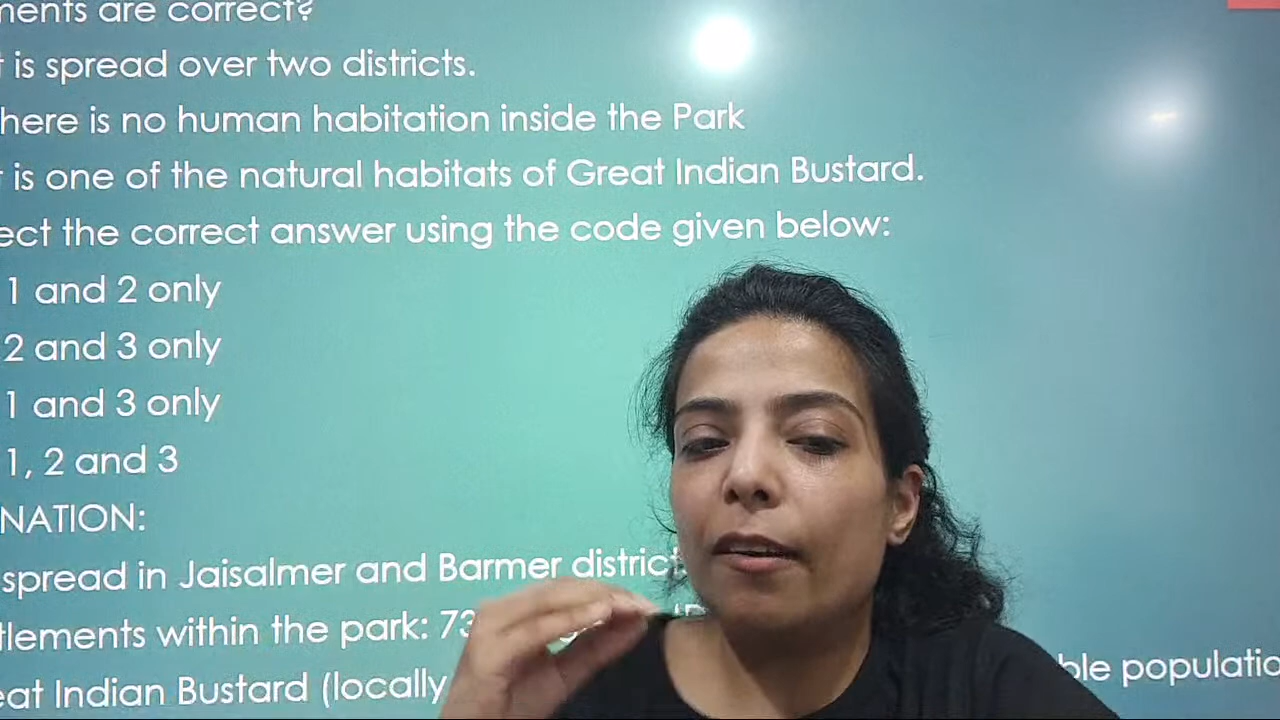 are correct?
is spread over two districts.
here is no human habitation inside the Park
is one of the natural habitats of Great Indian Bustard.
ect the correct answer using the code given below:
1 and 2 only
2 and 3 only
1 and 3 only
1, 2 and 3
NATION:
spread in Jaisalmer and Barmer district
tlements within the park: 73
eat Indian Bustard (locally ble populatio